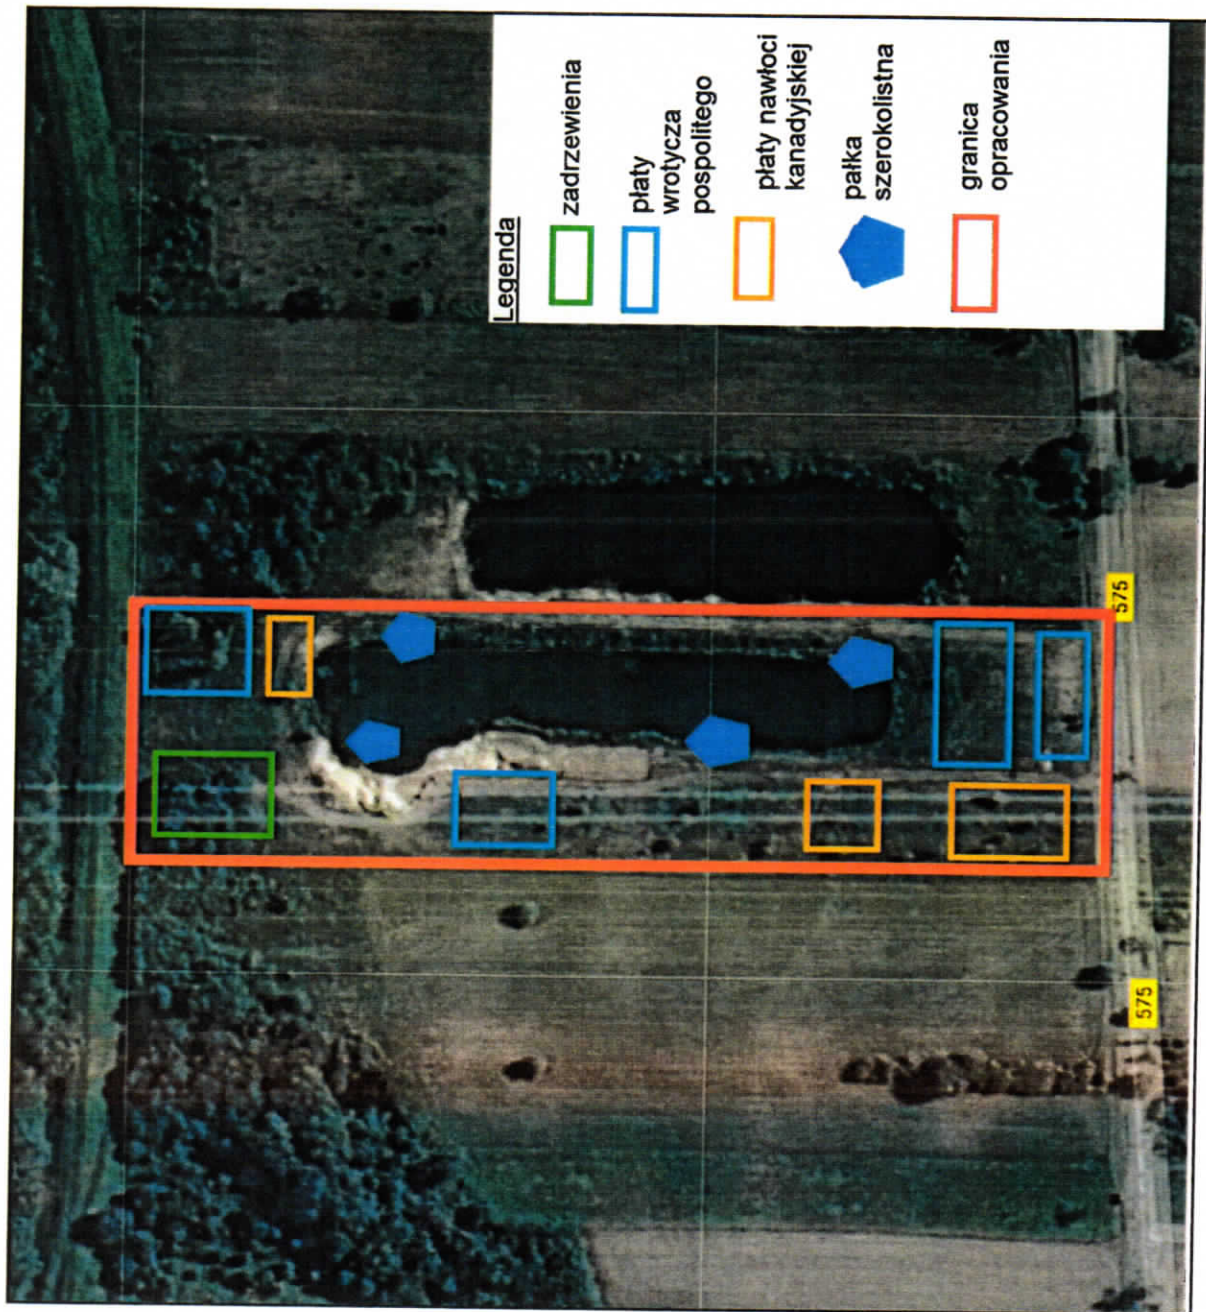 Legenda
zadrzewienia
płaty
wrotycza
pospolitego
płaty nawłoci
kanadyjskiej
pałka
szerokolistna
granica
opracowania
575
575